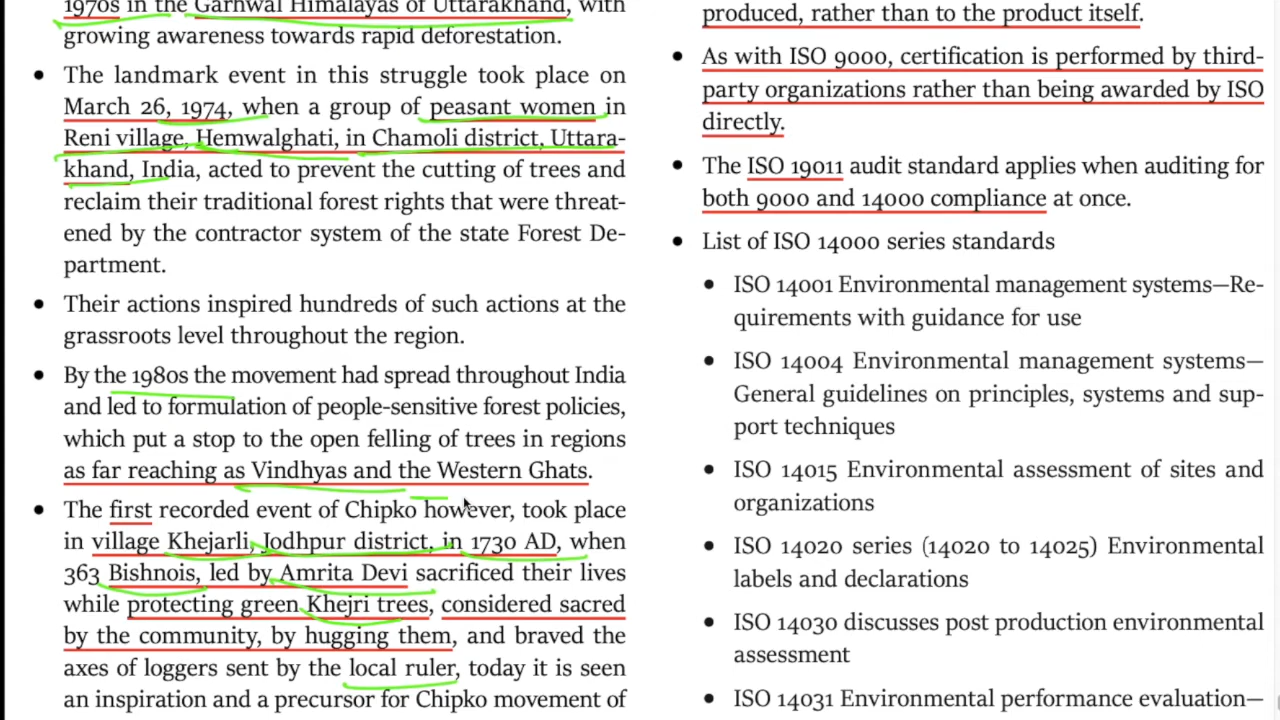 1970s in the Garhwal Himalayas of Uttarakhand, with
growing awareness towards rapid deforestation.
• The landmark event in this struggle took place on
March 26, 1974, when a group of peasant women in
Reni village, Hemwalghati, in Chamoli district, Uttara-
khand, India, acted to prevent the cutting of trees and
reclaim their traditional forest rights that were threat-
ened by the contractor system of the state Forest De-
partment.
• Their actions inspired hundreds of such actions at the
grassroots level throughout the region.
• By the 1980s the movement had spread throughout India
and led to formulation of people-sensitive forest policies,
which put a stop to the open felling of trees in regions
as far reaching as Vindhyas and the Western Ghats.
• The first recorded event of Chipko however, took place
in village Khejarli, Jodhpur district, in 1730 AD, when
363 Bishnois, led by Amrita Devi sacrificed their lives
while protecting green Khejri trees, considered sacred
by the community, by hugging them, and braved the
axes of loggers sent by the local ruler, today it is seen
an inspiration and a precursor for Chipko movement of
produced, rather than to the product itself.
• As with ISO 9000, certification is performed by third-
party organizations rather than being awarded by ISO
directly.
• The ISO 19011 audit standard applies when auditing for
both 9000 and 14000 compliance at once.
• List of ISO 14000 series standards
• ISO 14001 Environmental management systems—Re-
quirements with guidance for use
• ISO 14004 Environmental management systems—
General guidelines on principles, systems and sup-
port techniques
• ISO 14015 Environmental assessment of sites and
organizations
• ISO 14020 series (14020 to 14025) Environmental
labels and declarations
• ISO 14030 discusses post production environmental
assessment
• ISO 14031 Environmental performance evaluation—